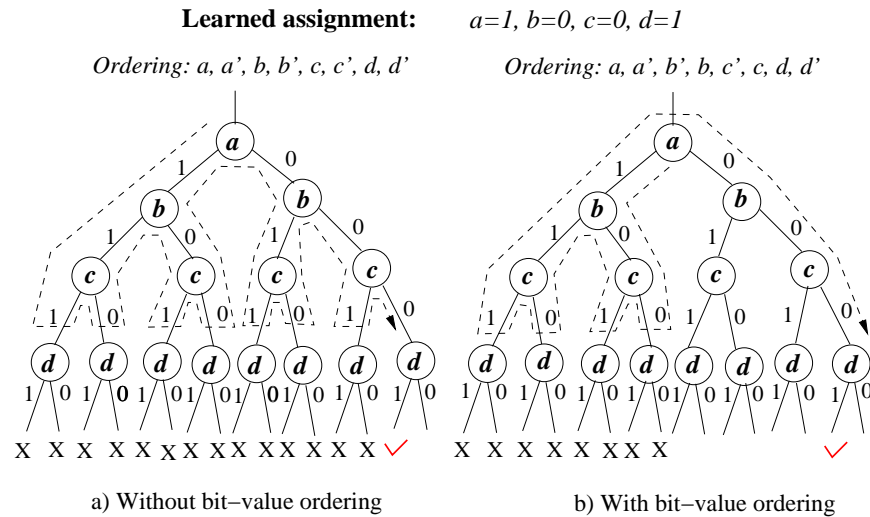 Learned assignment: a=1, b=0, c=0, d=1
Ordering: a, a’, b, b’, c, c’, d, d’
Ordering: a, a’, b’, b, c’, c, d, d’
a a
1 0 1 0
b b b b
1 0 1 0 1 0 1 0
c c c c c c c c
1 0 1 0 1 0 1 0 1 0 1 0 1 0 1 0
d d d d d d d d d d d d d d d d
1 0 1 0 1 0 1 0 1 0 1 0 1 0 1 0 1 0 1 0 1 0 1 0 1 0 1 0 1 0 1 0
X X X X X X X X X X X X X X X X X X X X X X
a) Without bit−value ordering
b) With bit−value ordering